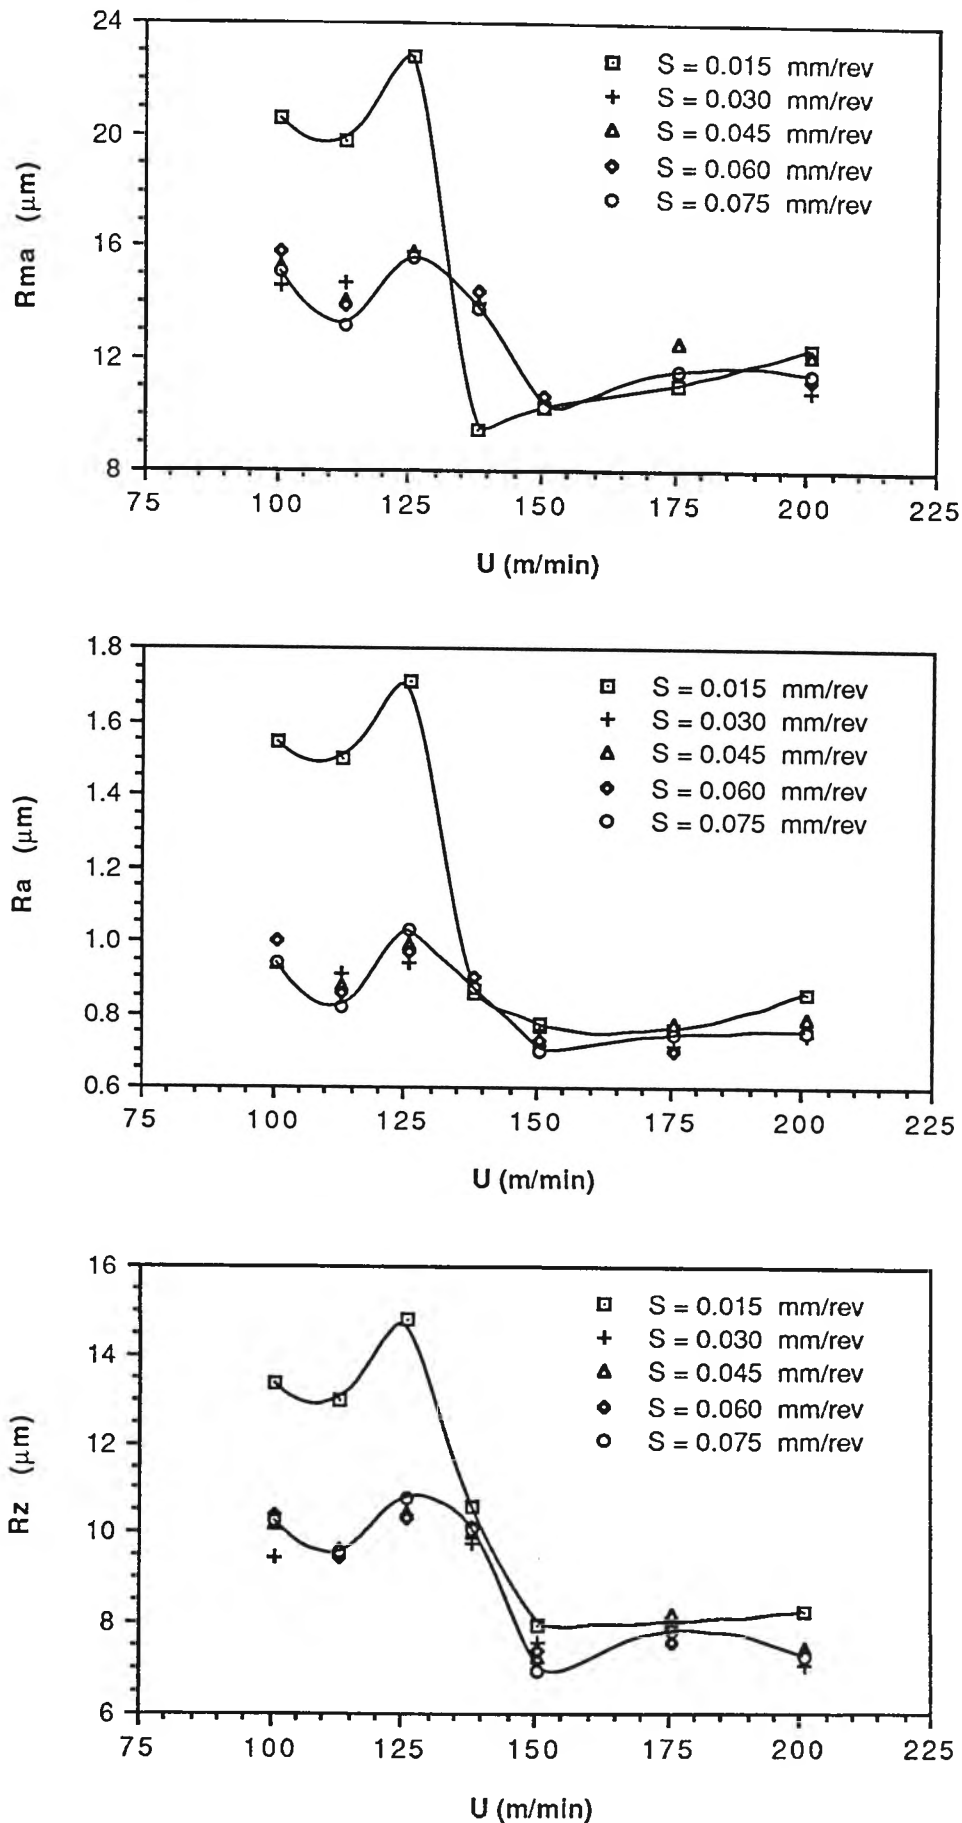 24
20
16
12
8
Rma (μm)
S = 0.015 mm/rev
S = 0.030 mm/rev
S = 0.045 mm/rev
S = 0.060 mm/rev
S = 0.075 mm/rev
75 100 125 150 175 200 225
U (m/min)
1.8
1.6
1.4
1.2
1.0
0.8
0.6
Ra (μm)
S = 0.015 mm/rev
S = 0.030 mm/rev
S = 0.045 mm/rev
S = 0.060 mm/rev
S = 0.075 mm/rev
75 100 125 150 175 200 225
U (m/min)
16
14
12
10
8
6
Rz (μm)
S = 0.015 mm/rev
S = 0.030 mm/rev
S = 0.045 mm/rev
S = 0.060 mm/rev
S = 0.075 mm/rev
75 100 125 150 175 200 225
U (m/min)